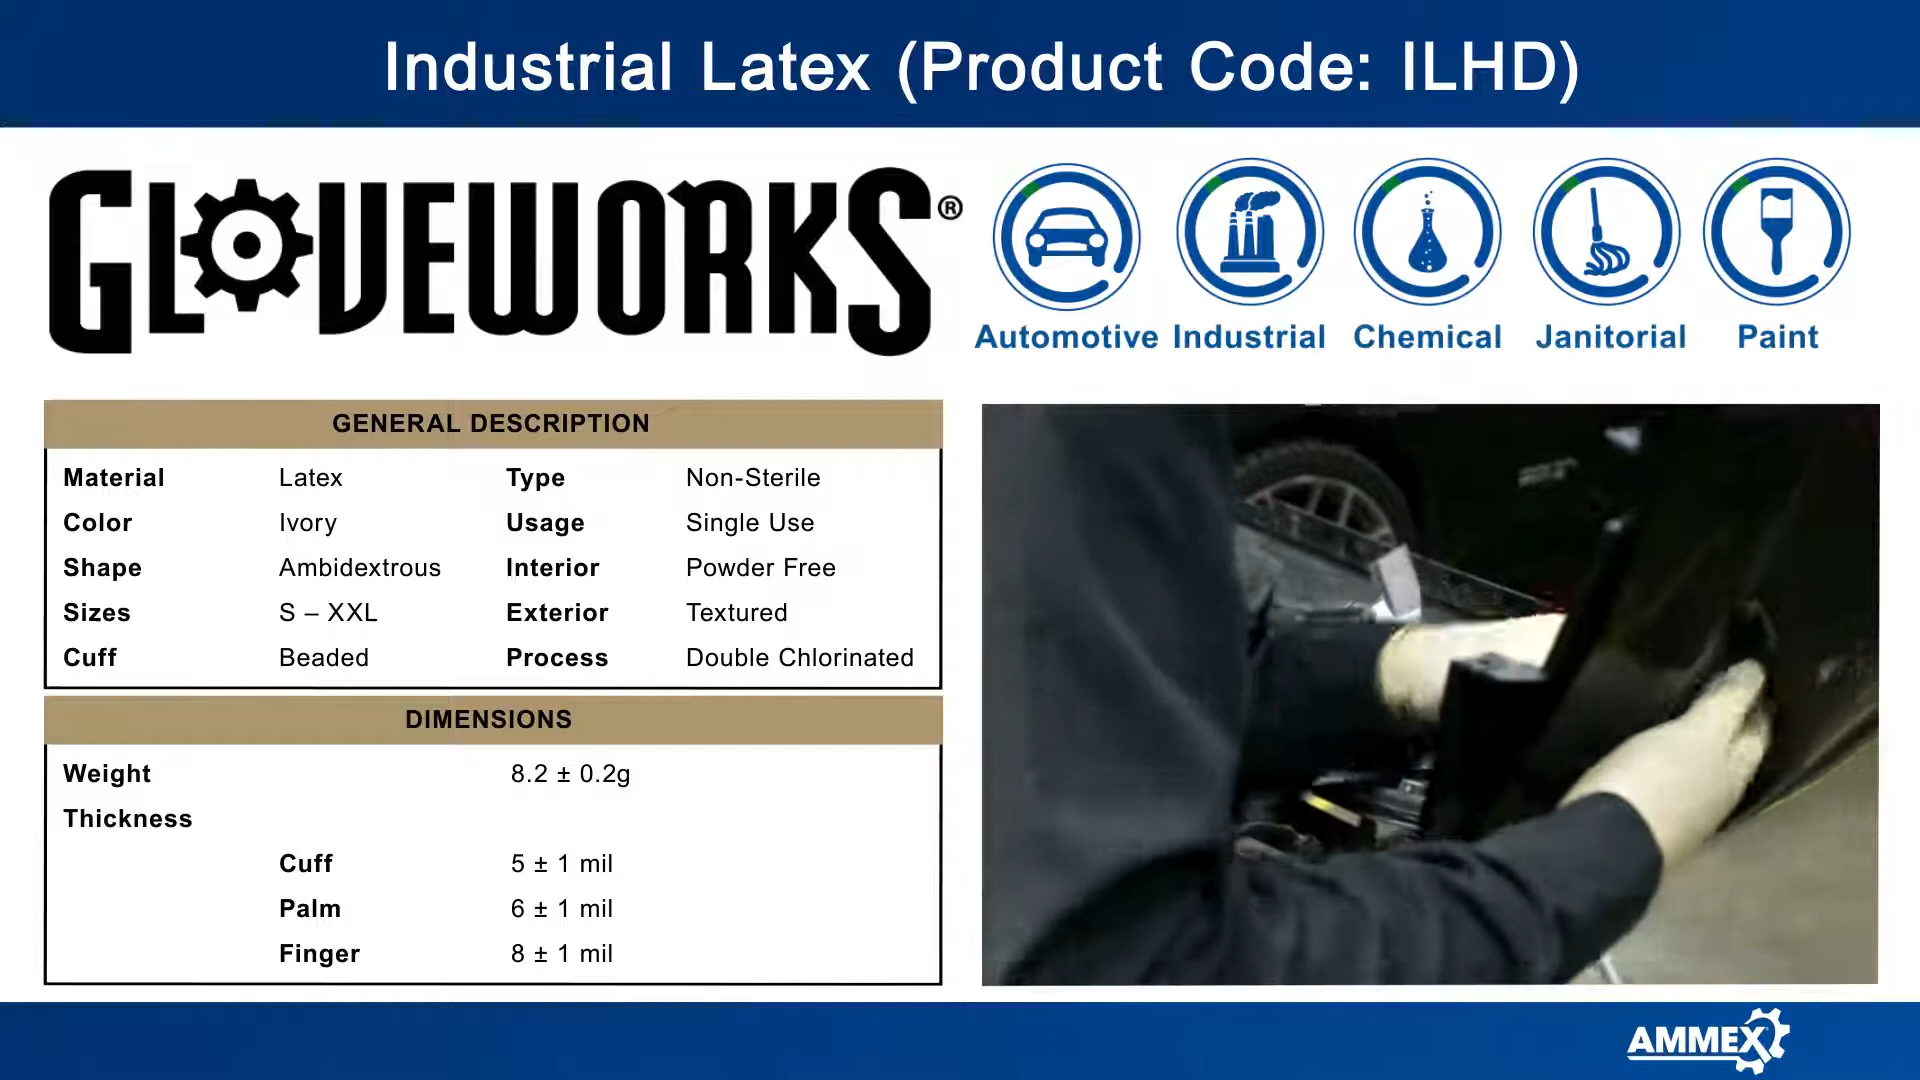 Industrial Latex (Product Code: ILHD)
GLOVEWORKS®
Automotive Industrial Chemical Janitorial Paint
GENERAL DESCRIPTION
Material Latex Type Non-Sterile
Color Ivory Usage Single Use
Shape Ambidextrous Interior Powder Free
Sizes S – XXL Exterior Textured
Cuff Beaded Process Double Chlorinated
DIMENSIONS
Weight 8.2 ± 0.2g
Thickness
Cuff 5 ± 1 mil
Palm 6 ± 1 mil
Finger 8 ± 1 mil
AMMEX